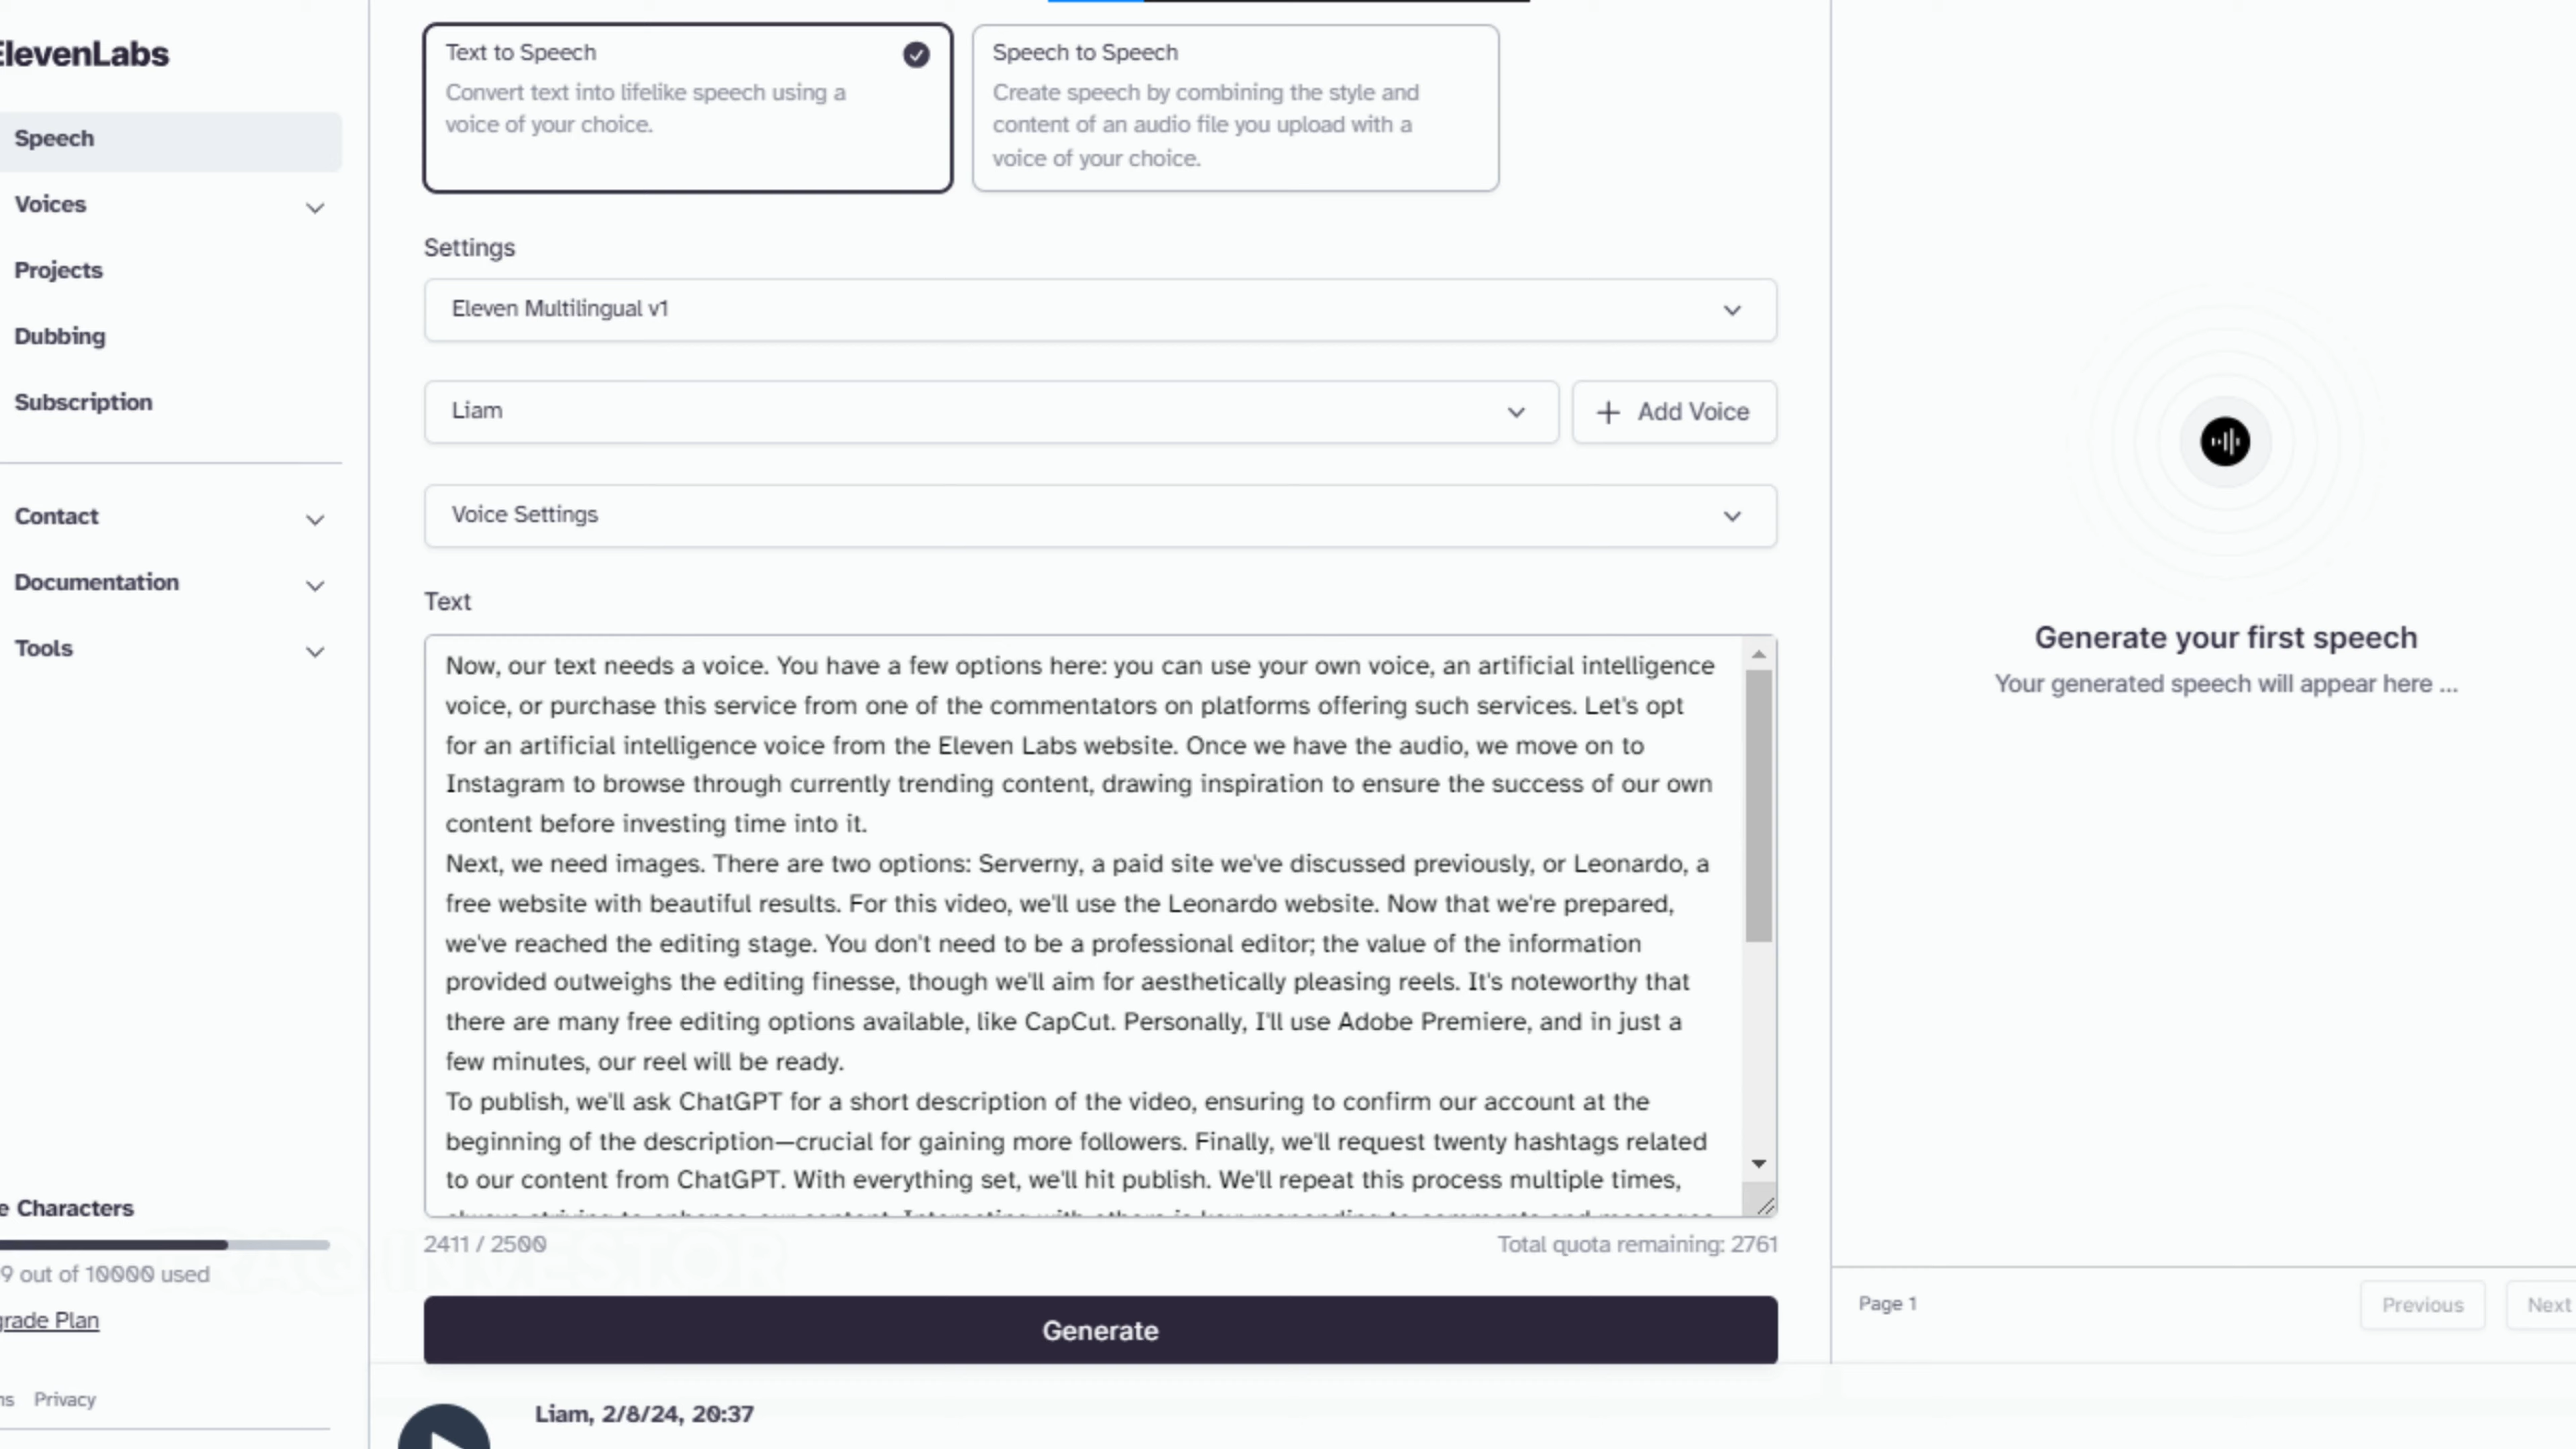 ElevenLabs
Speech
Voices
Projects
Dubbing
Subscription
Contact
Documentation
Tools
Characters
9 out of 10000 used
grade Plan
Privacy
Text to Speech
Convert text into lifelike speech using a
voice of your choice.
Speech to Speech
Create speech by combining the style and
content of an audio file you upload with a
voice of your choice.
Settings
Eleven Multilingual v1
Liam
+ Add Voice
Voice Settings
Text
Now, our text needs a voice. You have a few options here: you can use your own voice, an artificial intelligence
voice, or purchase this service from one of the commentators on platforms offering such services. Let's opt
for an artificial intelligence voice from the Eleven Labs website. Once we have the audio, we move on to
Instagram to browse through currently trending content, drawing inspiration to ensure the success of our own
content before investing time into it.
Next, we need images. There are two options: Serverny, a paid site we've discussed previously, or Leonardo, a
free website with beautiful results. For this video, we'll use the Leonardo website. Now that we're prepared,
we've reached the editing stage. You don't need to be a professional editor; the value of the information
provided outweighs the editing finesse, though we'll aim for aesthetically pleasing reels. It's noteworthy that
there are many free editing options available, like CapCut. Personally, I'll use Adobe Premiere, and in just a
few minutes, our reel will be ready.
To publish, we'll ask ChatGPT for a short description of the video, ensuring to confirm our account at the
beginning of the description—crucial for gaining more followers. Finally, we'll request twenty hashtags related
to our content from ChatGPT. With everything set, we'll hit publish. We'll repeat this process multiple times,
2411 / 2500
Total quota remaining: 2761
Generate
Liam, 2/8/24, 20:37
Generate your first speech
Your generated speech will appear here ...
Page 1
Previous
Next